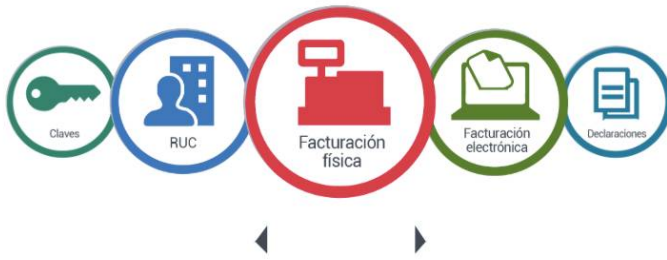 Claves
RUC
Facturación
física
Facturación
electrónica
Declaraciones